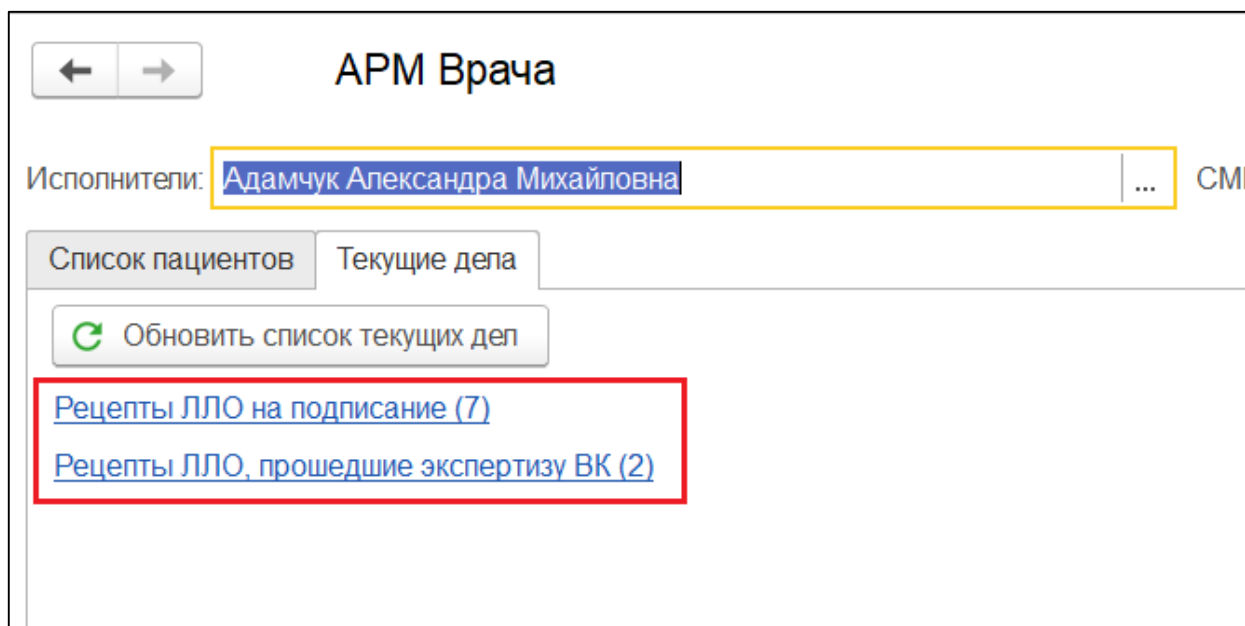 АРМ Врача
Исполнители: Адамчук Александра Михайловна ... СМ
Список пациентов Текущие дела
Обновить список текущих дел
Рецепты ЛЛО на подписание (7)
Рецепты ЛЛО, прошедшие экспертизу ВК (2)